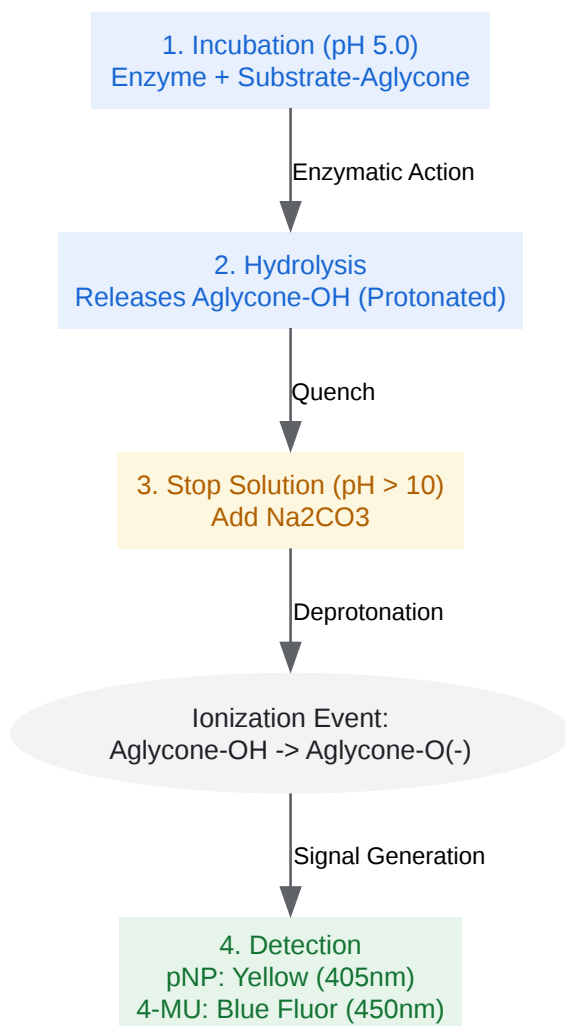 1. Incubation (pH 5.0)
Enzyme + Substrate-Aglycone
Enzymatic Action
2. Hydrolysis
Releases Aglycone-OH (Protonated)
Quench
3. Stop Solution (pH > 10)
Add Na2CO3
Deprotonation
Ionization Event:
Aglycone-OH -> Aglycone-O(-)
Signal Generation
4. Detection
pNP: Yellow (405nm)
4-MU: Blue Fluor (450nm)